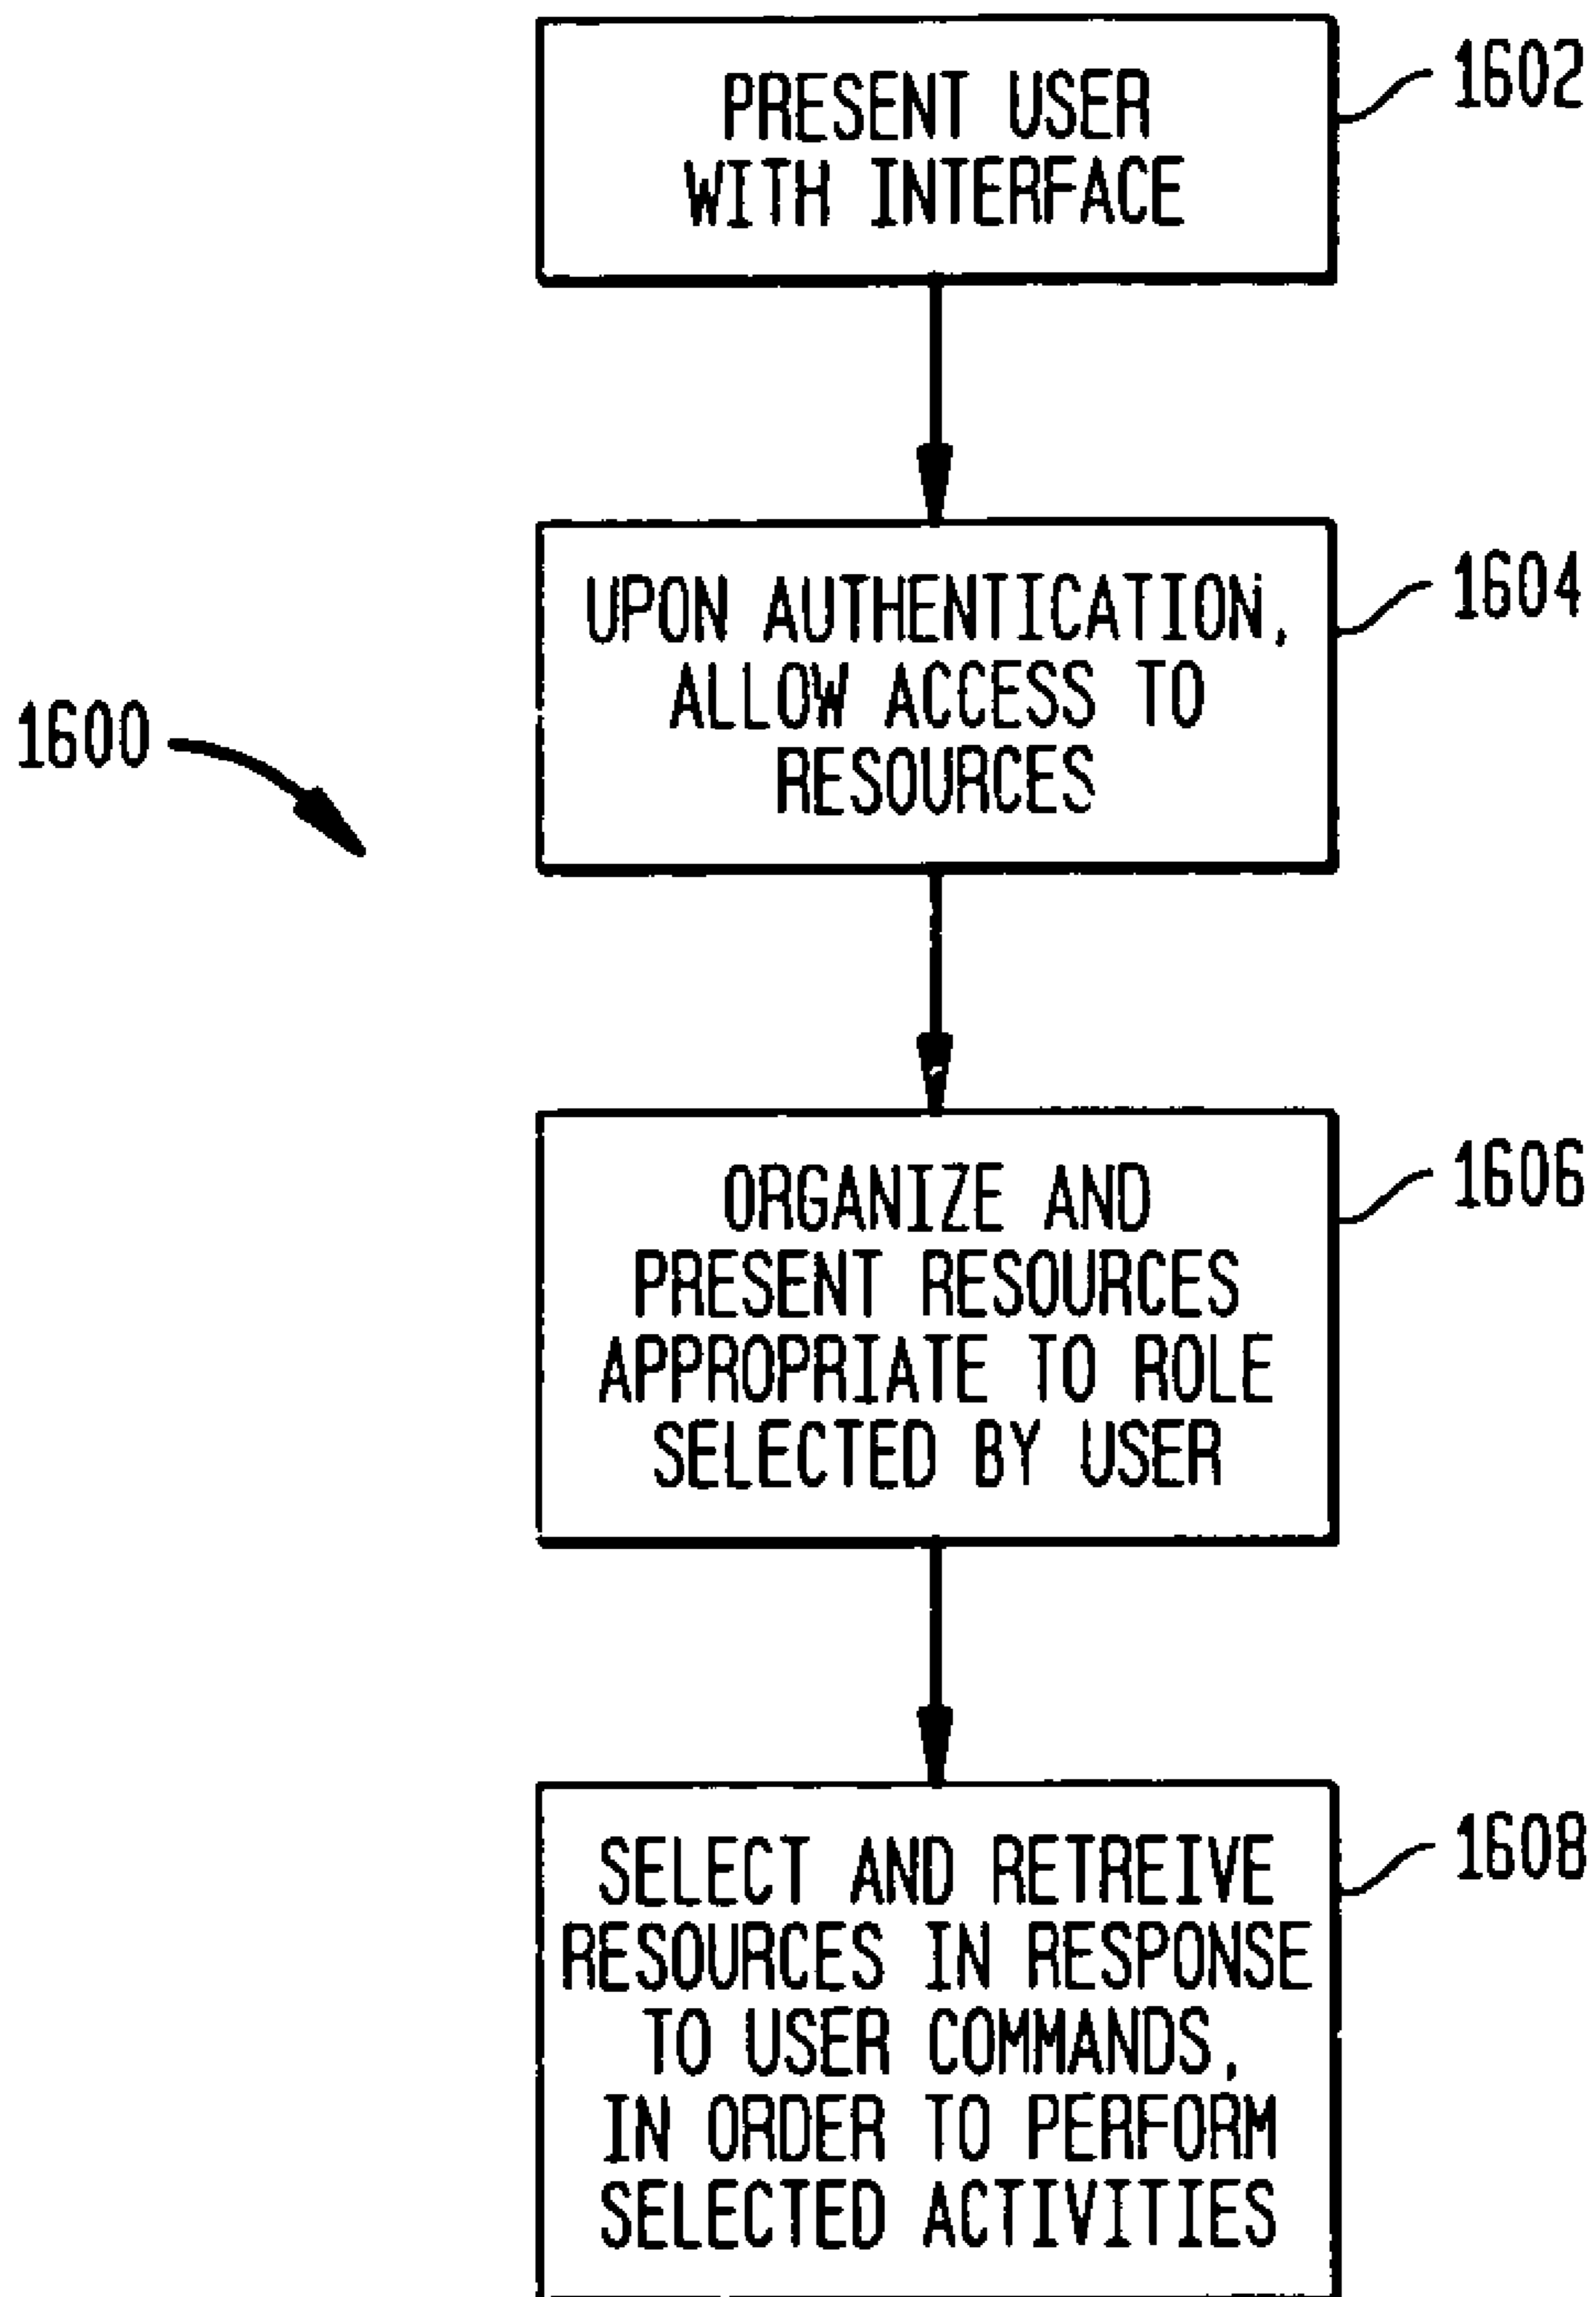 PRESENT USER
WITH INTERFACE
1602
UPON AUTHENTICATION,
ALLOW ACCESS TO
RESOURCES
1604
1600
ORGANIZE AND
PRESENT RESOURCES
APPROPRIATE TO ROLE
SELECTED BY USER
1606
SELECT AND RETREIVE
RESOURCES IN RESPONSE
TO USER COMMANDS,
IN ORDER TO PERFORM
SELECTED ACTIVITIES
1608